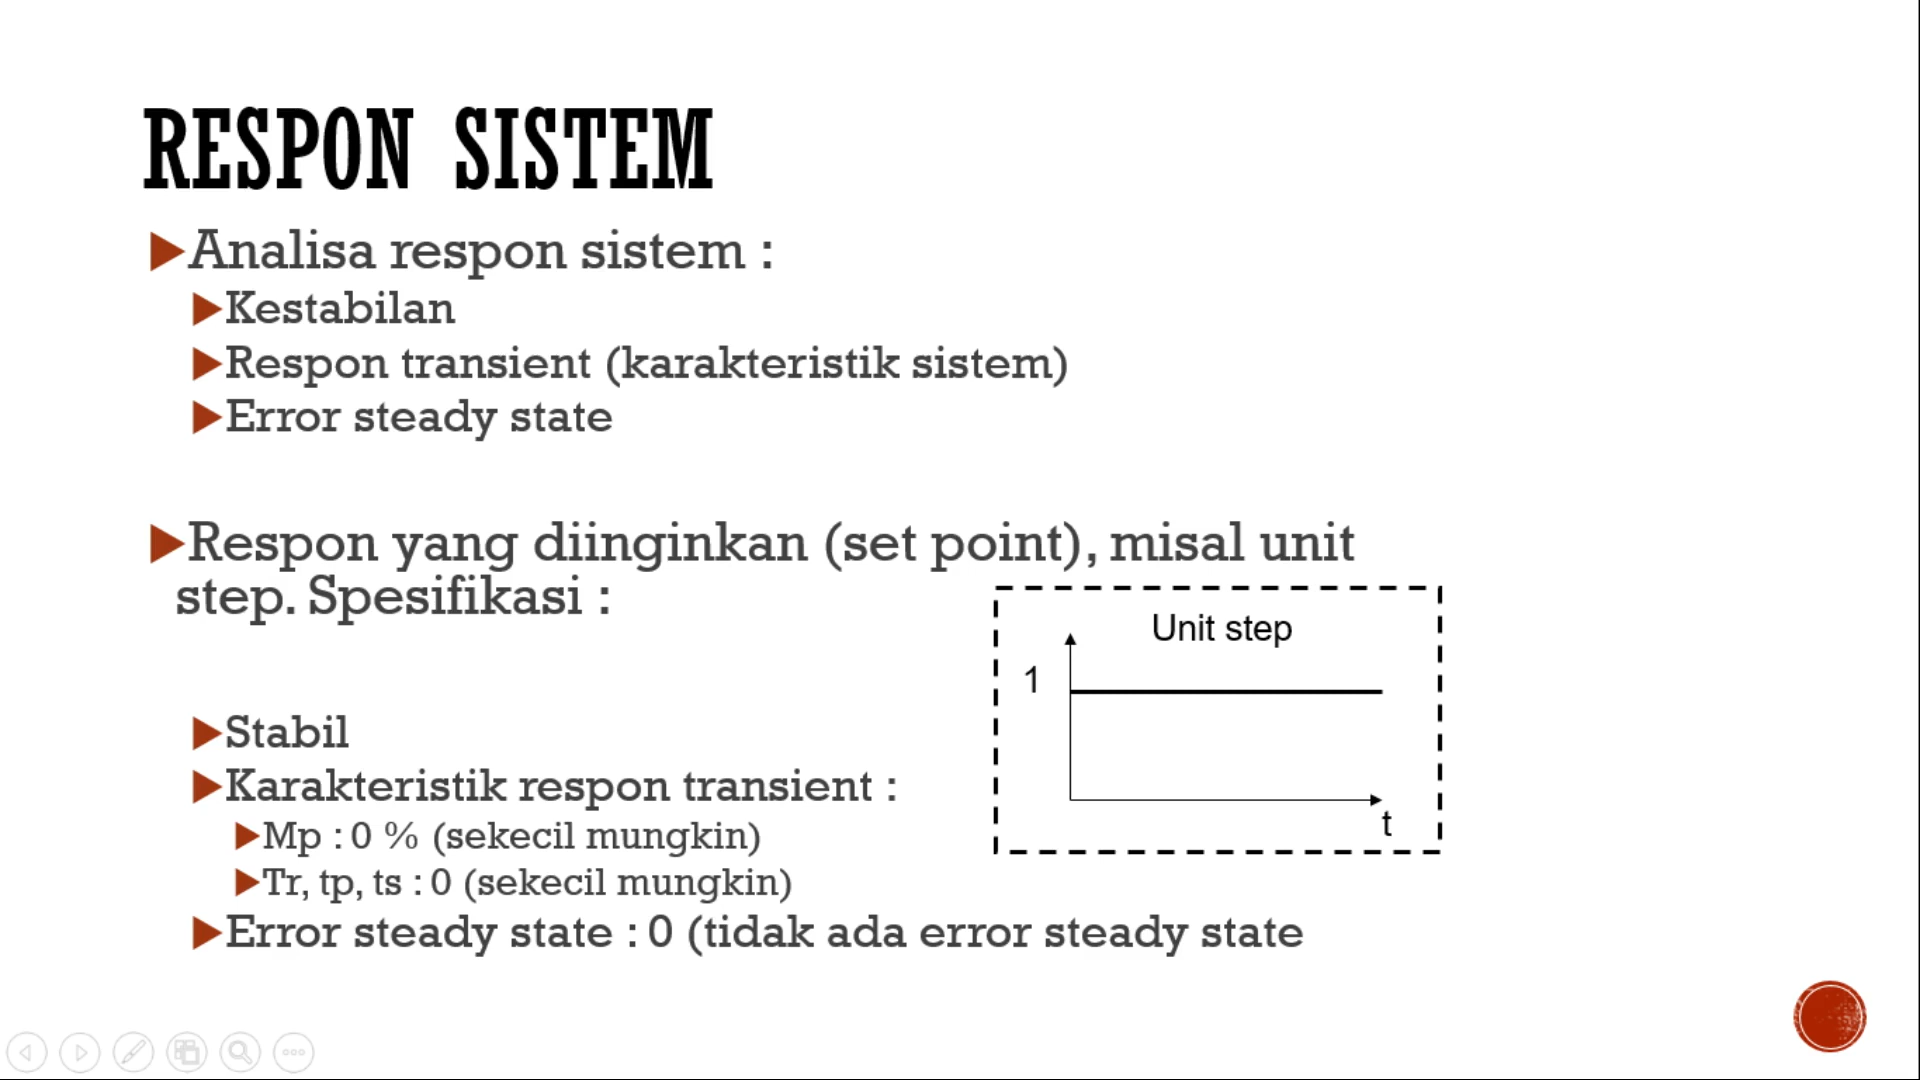 RESPON SISTEM
Analisa respon sistem :
Kestabilan
Respon transient (karakteristik sistem)
Error steady state
Respon yang diinginkan (set point), misal unit
step. Spesifikasi :
Unit step
1
t
Stabil
Karakteristik respon transient :
Mp : 0 % (sekecil mungkin)
Tr, tp, ts : 0 (sekecil mungkin)
Error steady state : 0 (tidak ada error steady state